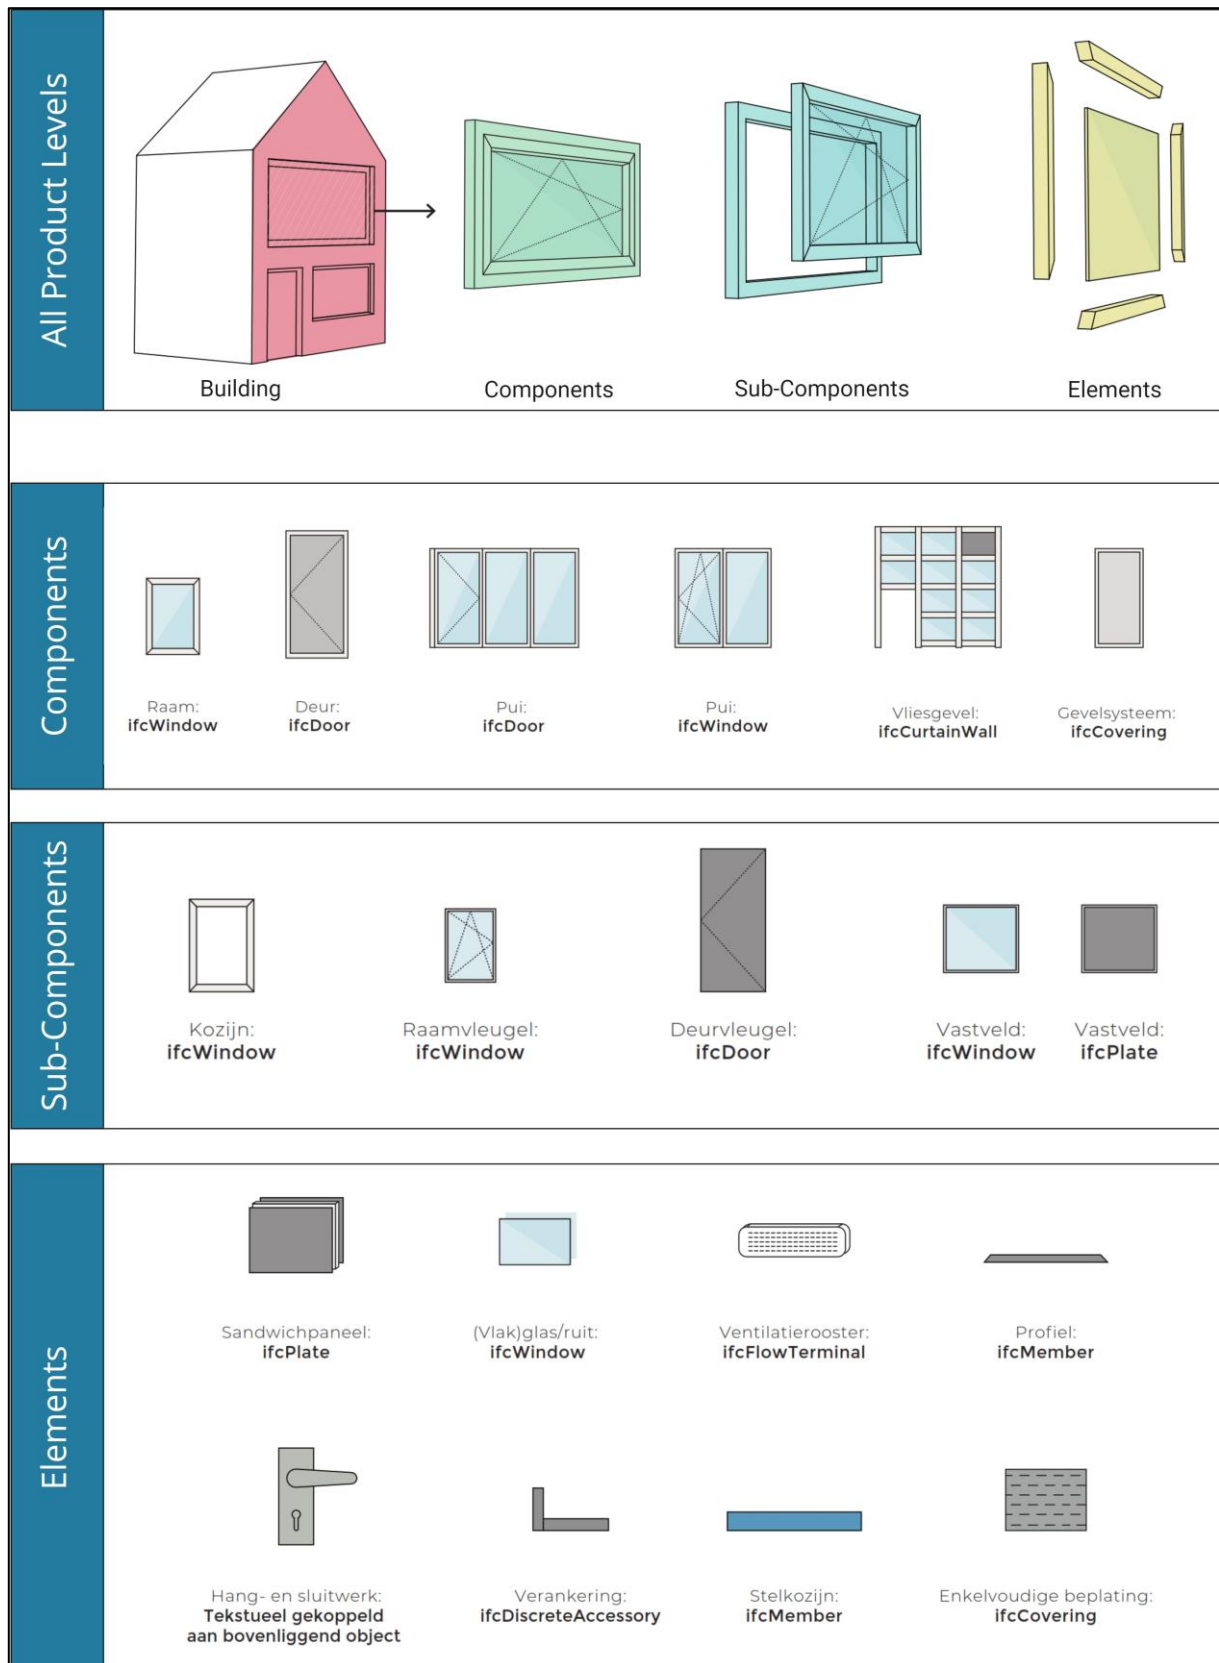 All Product Levels
Building
Components
Sub-Components
Elements
Components
Raam:
ifcWindow
Deur:
ifcDoor
Pui:
ifcDoor
Pui:
ifcWindow
Vliesgevel:
ifcCurtainWall
Gevelsysteem:
ifcCovering
Sub-Components
Kozijn:
ifcWindow
Raamvleugel:
ifcWindow
Deurvleugel:
ifcDoor
Vastveld:
ifcWindow
Vastveld:
ifcPlate
Elements
Sandwichpaneel:
ifcPlate
(Vlak)glas/ruit:
ifcWindow
Ventilatierooster:
ifcFlowTerminal
Profiel:
ifcMember
Hang- en sluitwerk:
Tekstueel gekoppeld
aan bovenliggend object
Verankering:
ifcDiscreteAccessory
Stelkozijn:
ifcMember
Enkelvoudige beplating:
ifcCovering